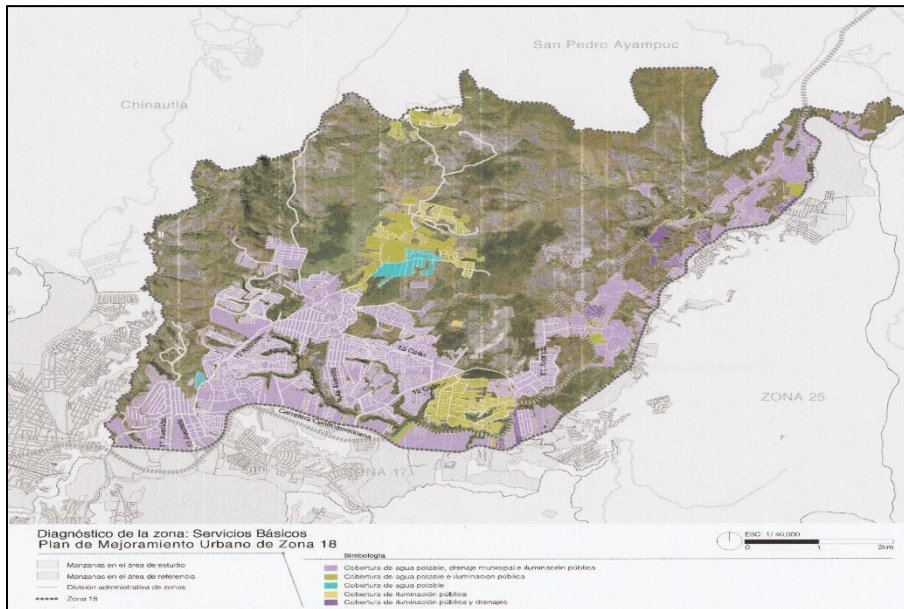 San Pedro Ayampuc
Chinautla
ZONA 25
Carretera Centroamericana
ZONA 17
Diagnóstico de la zona: Servicios Básicos
Plan de Mejoramiento Urbano de Zona 18
Manzanas en el área de estudio
Manzanas en el área de referencia
División administrativa de zonas
Zona 18
Simbología
Cobertura de agua potable, drenaje municipal e iluminación pública
Cobertura de agua potable e iluminación pública
Cobertura de agua potable
Cobertura de iluminación pública
Cobertura de iluminación pública y drenajes
ESC 1/40,000
0 1 2km